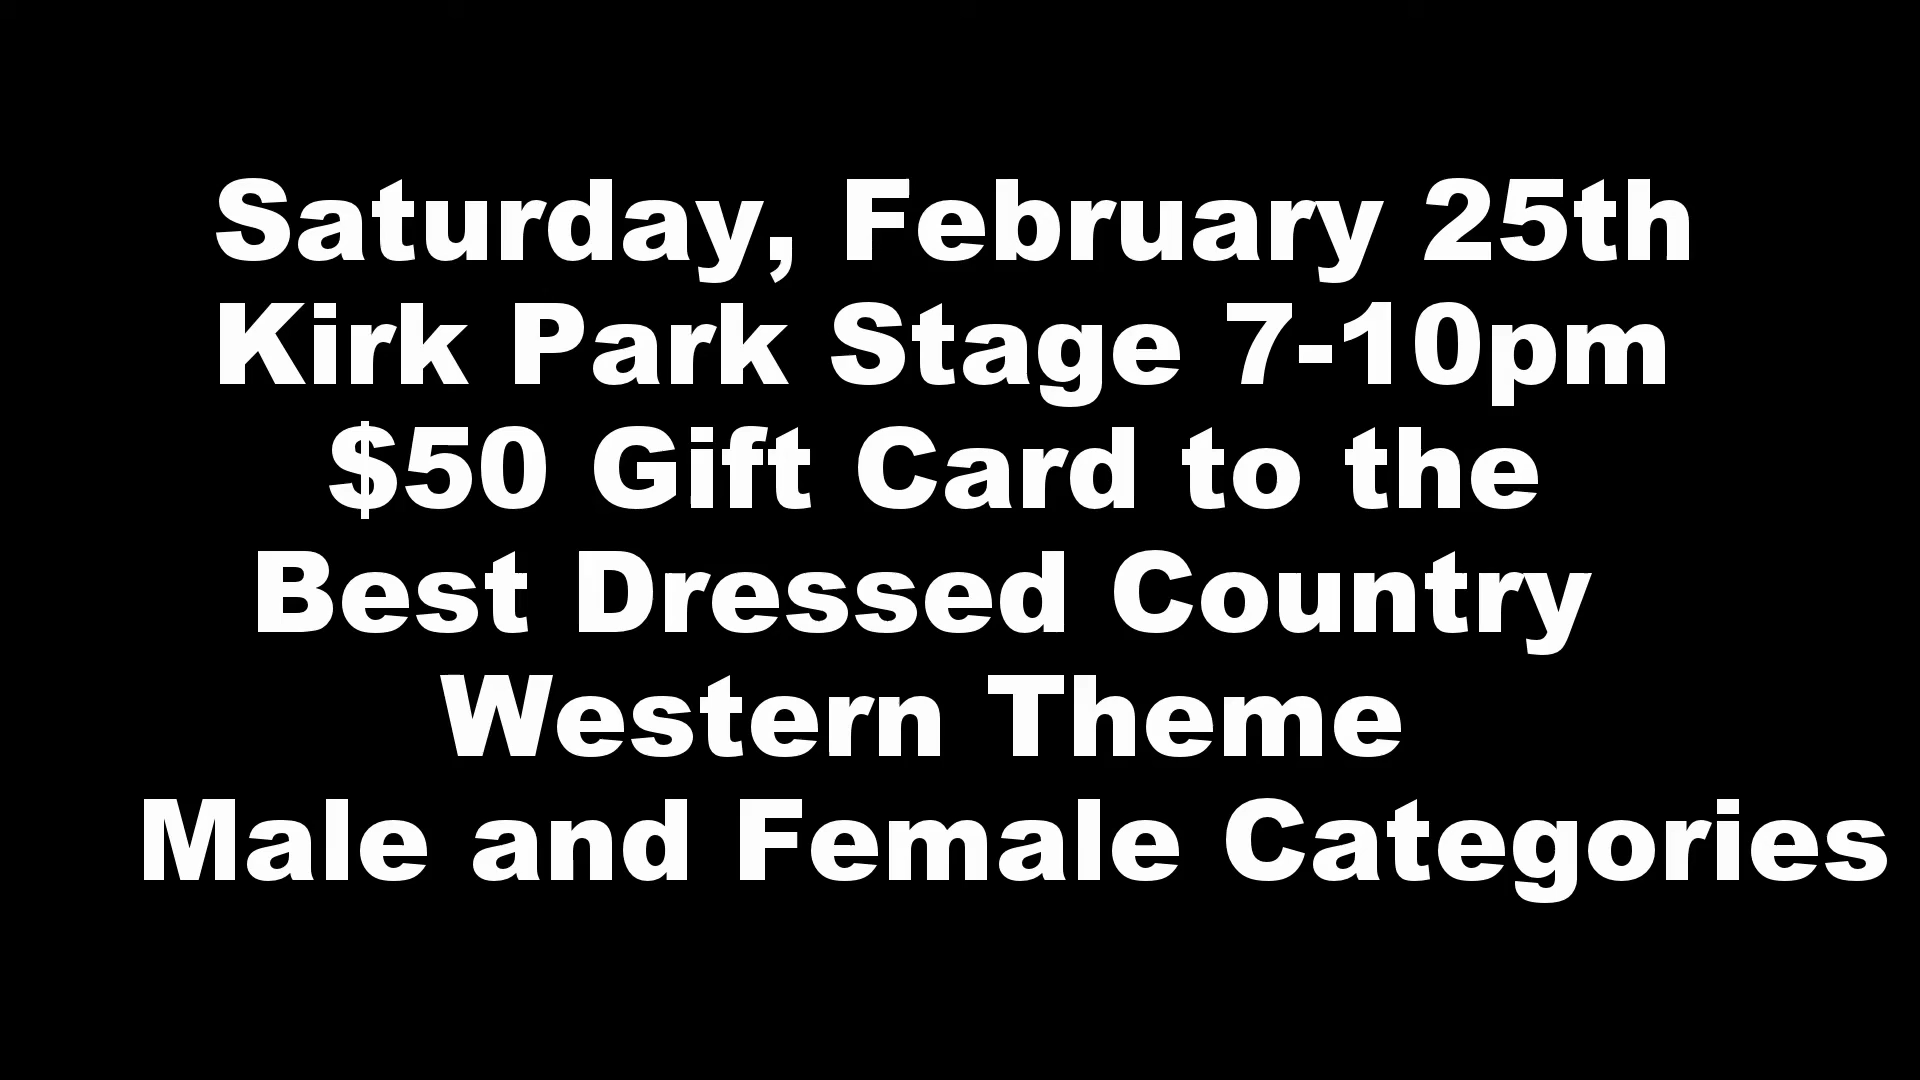 Saturday, February 25th
Kirk Park Stage 7-10pm
$50 Gift Card to the
Best Dressed Country
Western Theme
Male and Female Categories